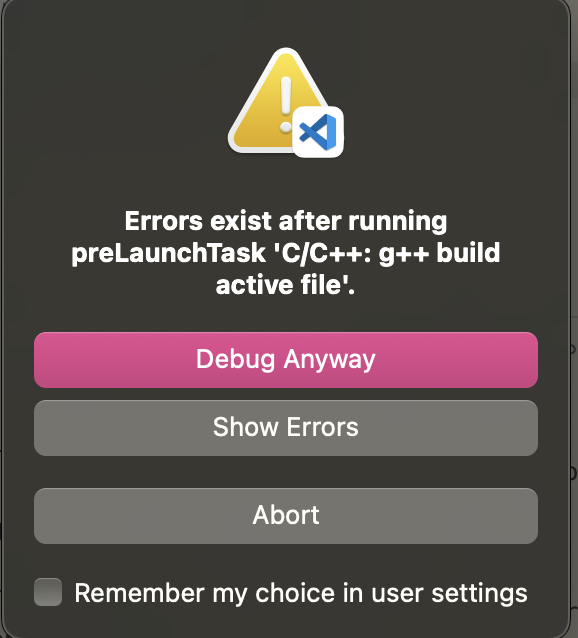 Errors exist after running
preLaunchTask 'C/C++: g++ build
active file'.
Debug Anyway
Show Errors
Abort
Remember my choice in user settings